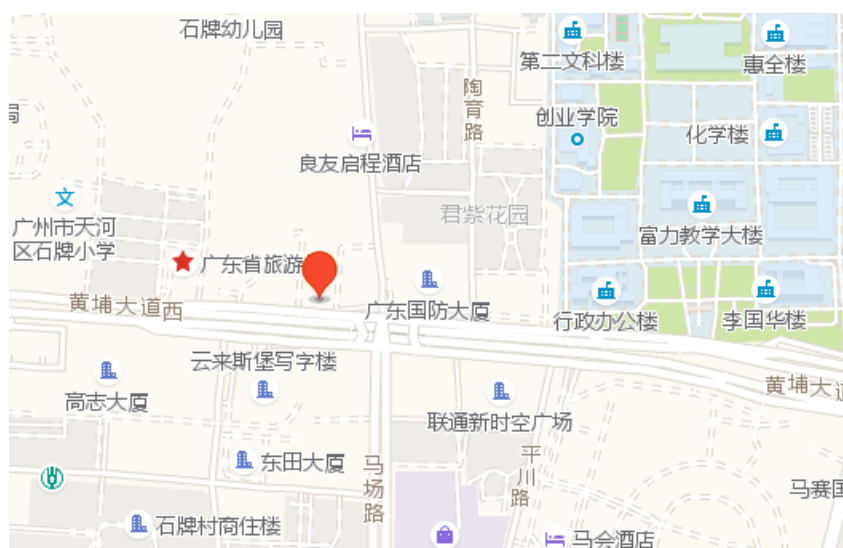 石牌幼儿园
第二文科楼
惠全楼
陶育路
局
创业学院
化学楼
良友启程酒店
广州市天河
区石牌小学
君紫花园
富力教学大楼
广东省旅游
黄埔大道西
广东国防大厦
行政办公楼
李国华楼
云来斯堡写字楼
高志大厦
黄埔大道
联通新时空广场
东田大厦
马场路
平川路
马赛国
石牌村商住楼
马会酒店